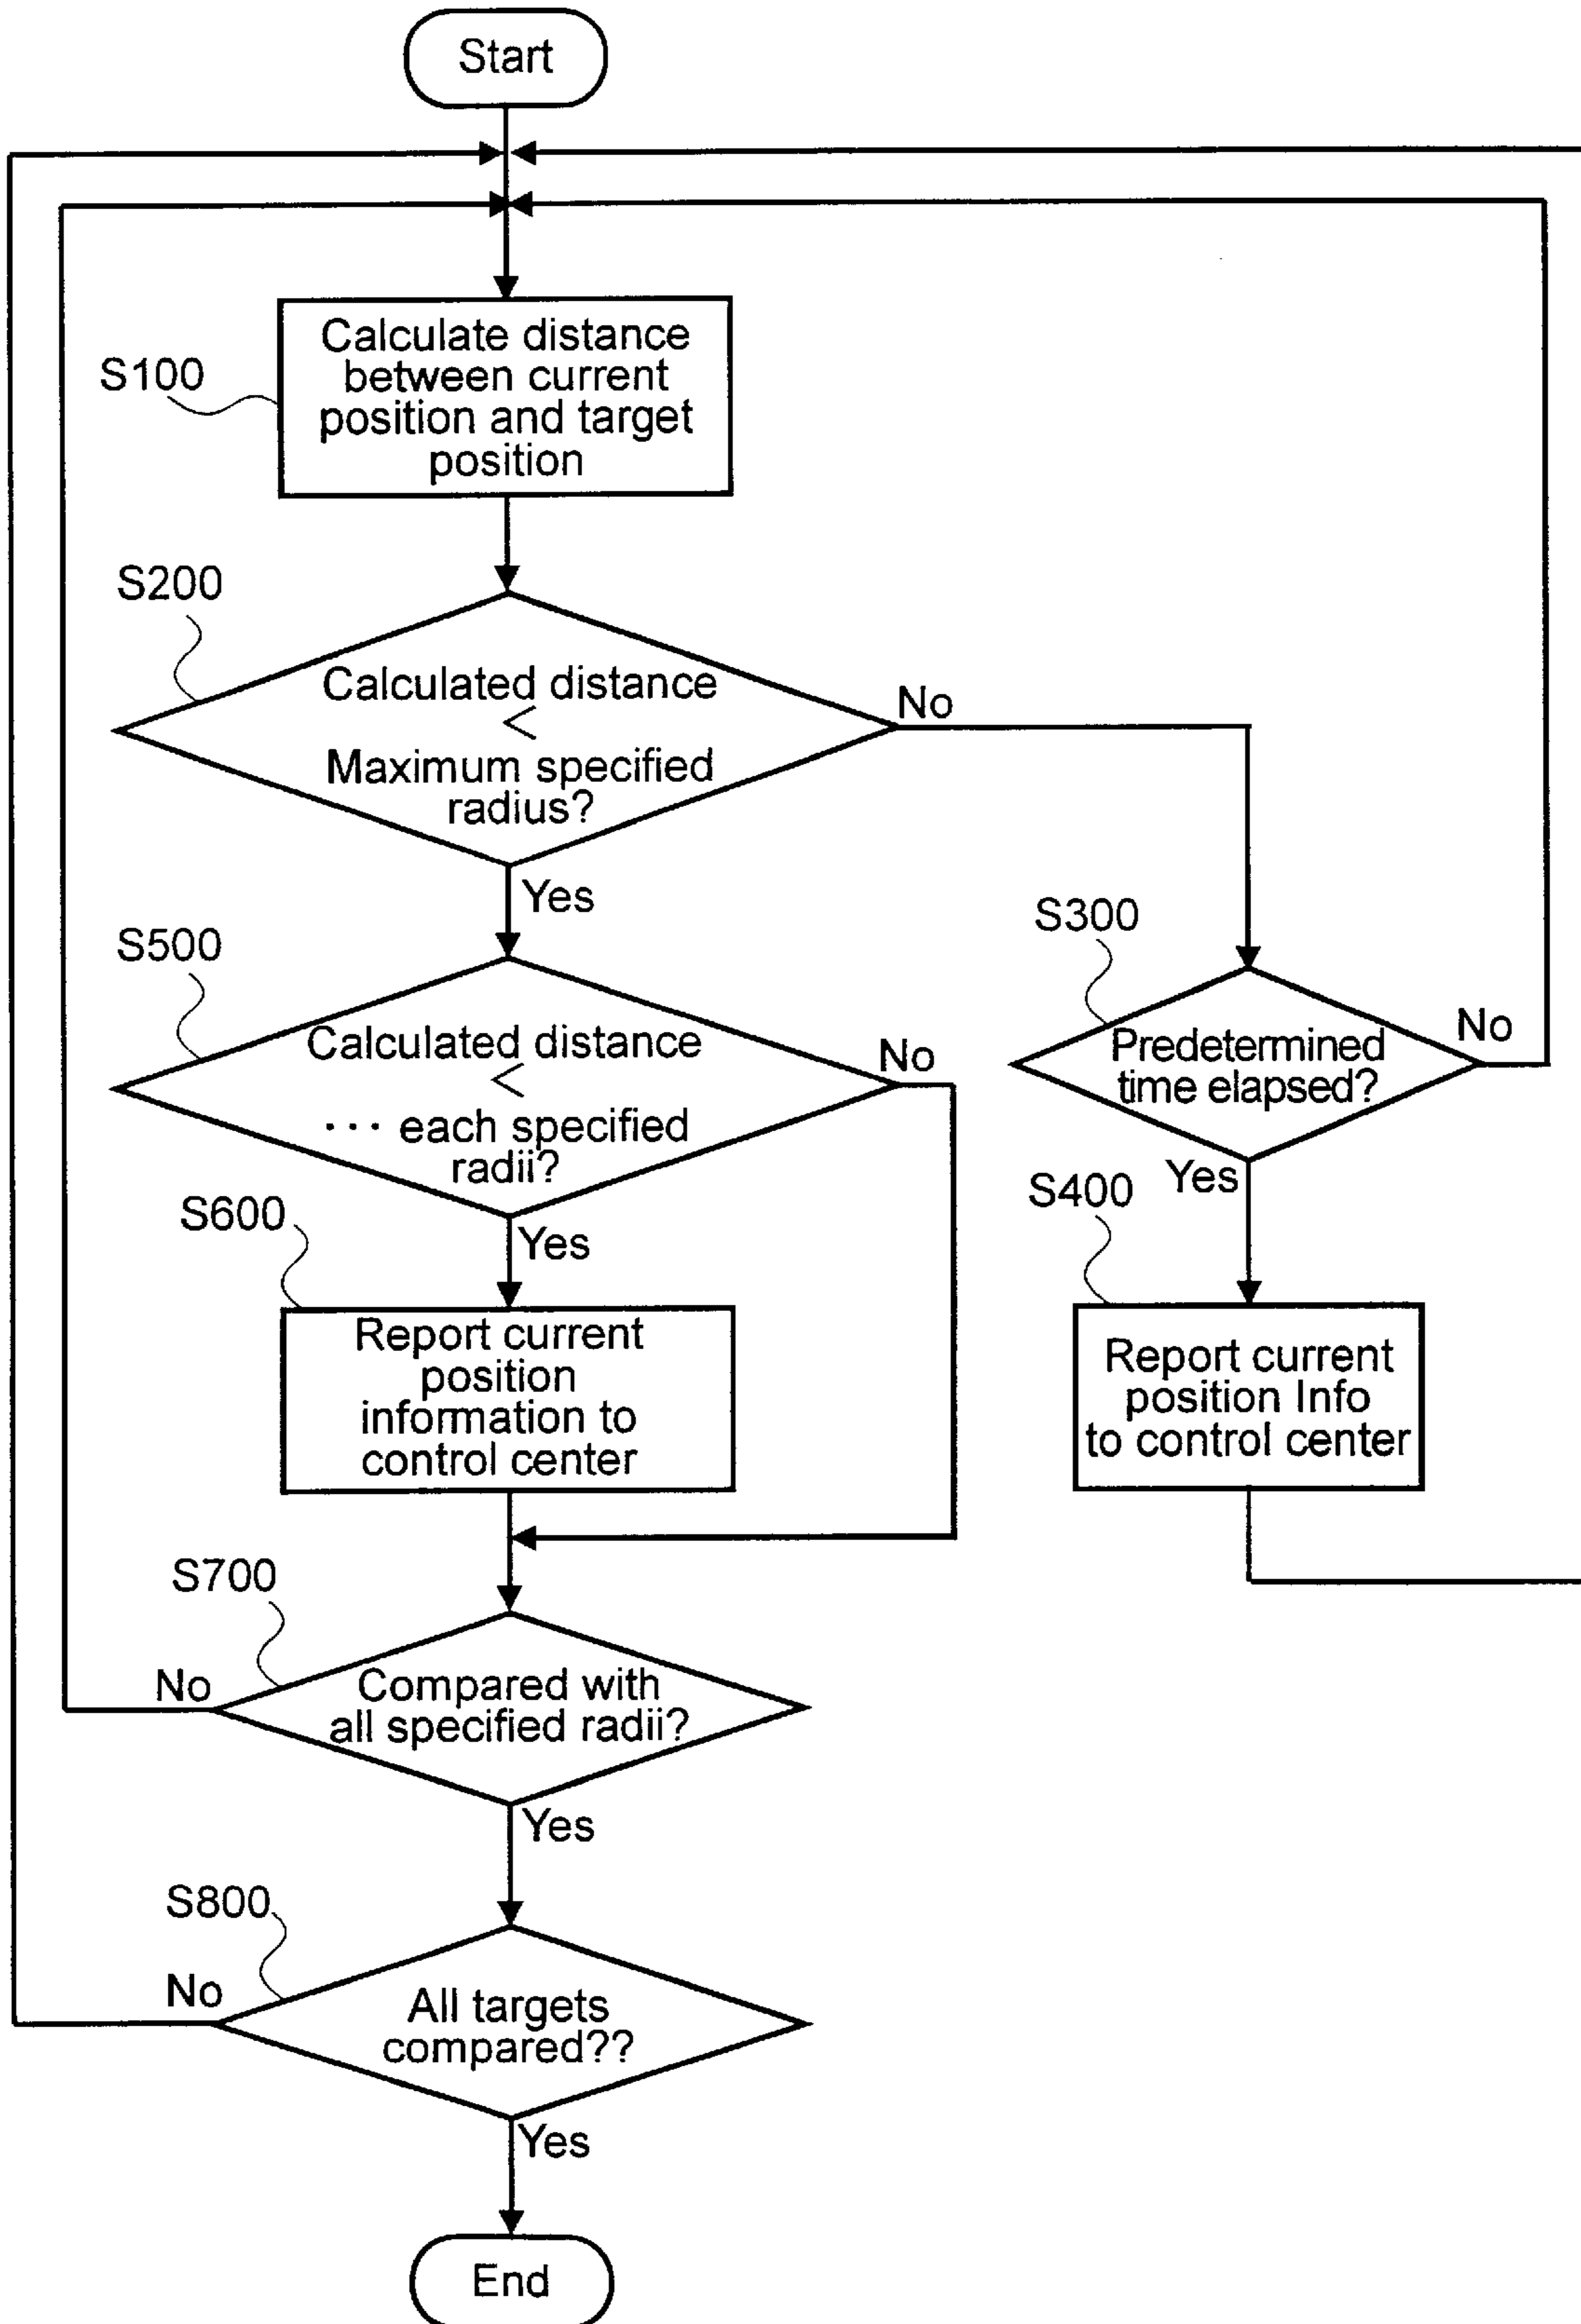 Start
S100
Calculate distance
between current
position and target
position
S200
Calculated distance
<
Maximum specified
radius?
No
Yes
S500
Calculated distance
<
··· each specified
radii?
No
Yes
S300
Predetermined
time elapsed?
No
Yes
S400
Report current
position Info
to control center
S600
Report current
position
information to
control center
S700
Compared with
all specified radii?
No
Yes
S800
All targets
compared??
No
Yes
End